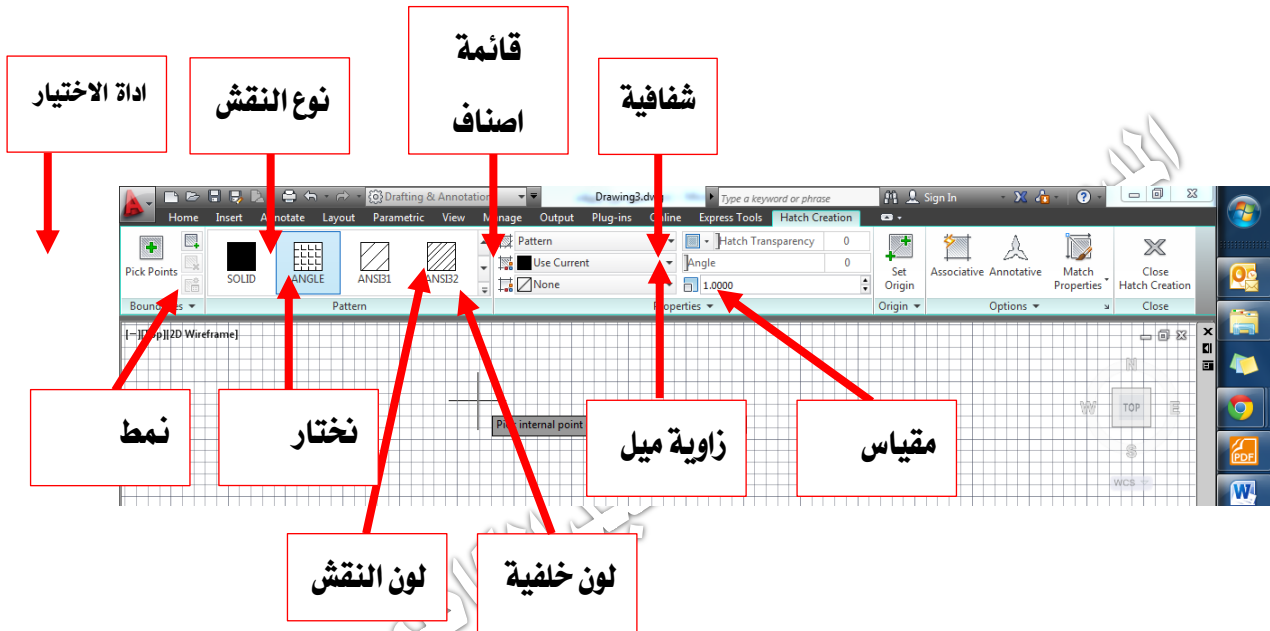 قائمة
اصناف
اداة الاختيار
نوع النقش
شفافية
Drafting & Annotation
Drawing3.dwg
Type a keyword or phrase
Sign In
Home Insert Annotate Layout Parametric View Manage Output Plug-ins Online Express Tools Hatch Creation
Pick Points
SOLID
ANGLE
ANSI31
ANSI32
Pattern
Use Current
None
Hatch Transparency 0
Angle 0
1.0000
Set
Origin
Associative
Annotative
Match
Properties
Close
Hatch Creation
Boundaries
Pattern
Properties
Origin
Options
Close
[−][Top][2D Wireframe]
N
W
TOP
E
S
WCS
Pick internal point
PDF
W
نمط
نختار
زاوية ميل
مقياس
لون النقش
لون خلفية